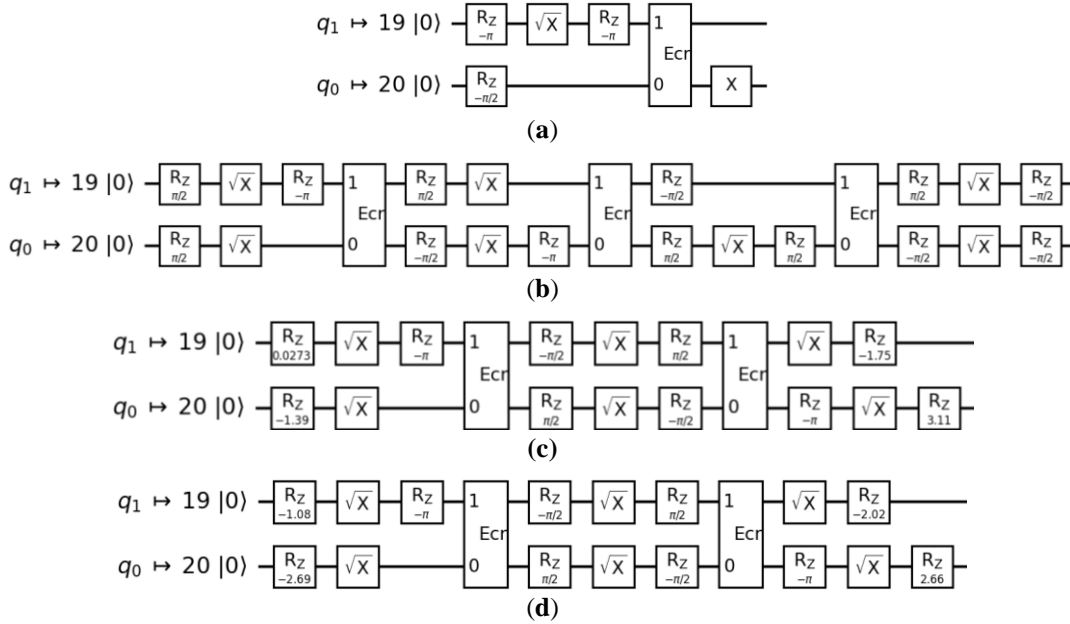 q₁ ↦ 19 |0⟩ R_Z −π √X R_Z −π 1 Ecr
q₀ ↦ 20 |0⟩ R_Z −π/2 0 X
(a)
q₁ ↦ 19 |0⟩ R_Z π/2 √X R_Z −π 1 Ecr R_Z π/2 √X 1 Ecr R_Z −π/2 1 Ecr R_Z π/2 √X R_Z −π/2
q₀ ↦ 20 |0⟩ R_Z π/2 √X 0 R_Z −π/2 √X R_Z −π 0 R_Z π/2 √X R_Z π/2 0 R_Z −π/2 √X R_Z −π/2
(b)
q₁ ↦ 19 |0⟩ R_Z 0.0273 √X R_Z −π 1 Ecr R_Z −π/2 √X R_Z π/2 1 Ecr √X R_Z −1.75
q₀ ↦ 20 |0⟩ R_Z −1.39 √X 0 R_Z π/2 √X R_Z −π/2 0 R_Z −π √X R_Z 3.11
(c)
q₁ ↦ 19 |0⟩ R_Z −1.08 √X R_Z −π 1 Ecr R_Z −π/2 √X R_Z π/2 1 Ecr √X R_Z −2.02
q₀ ↦ 20 |0⟩ R_Z −2.69 √X 0 R_Z π/2 √X R_Z −π/2 0 R_Z −π √X R_Z 2.66
(d)